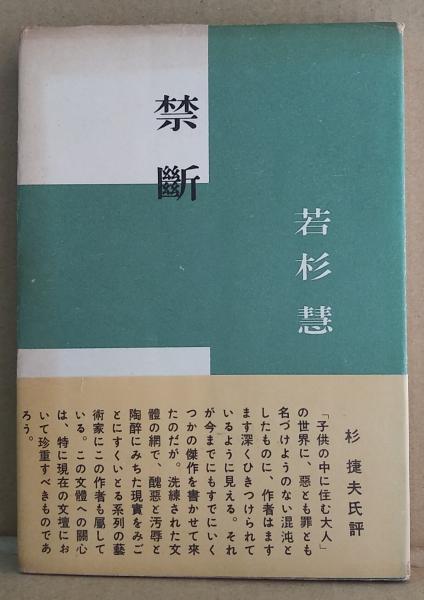 禁斷
若杉慧
杉捷夫氏評
「子供の中に住む大人」
の世界に、惡とも罪とも
名づけようのない混沌と
したものに、作者はます
ます深くひきつけられて
いるように見える。それ
が今までにもすでにいく
つかの傑作を書かせて來
たのだが。洗練された文
體の網で、醜惡と汚辱と
陶醉にみちた現實をみご
とにすくいとる系列の藝
術家にこの作者も屬して
いる。この文體への關心
は、特に現在の文壇にお
いて珍重すべきものであ
ろう。